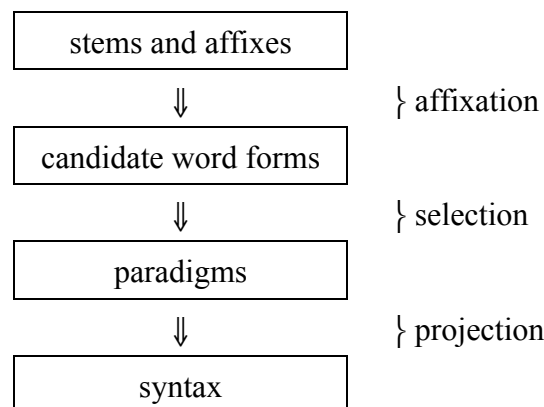 stems and affixes
⇓ } affixation
candidate word forms
⇓ } selection
paradigms
⇓ } projection
syntax